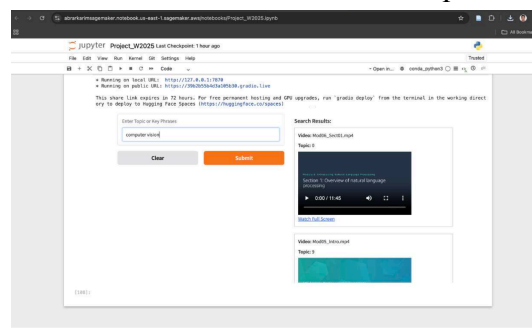 abrarkarimsagemaker.notebook.us-east-1.sagemaker.aws/notebooks/Project_W2025.ipynb
All Bookma
jupyter Project_W2025 Last Checkpoint: 1 hour ago
File Edit View Run Kernel Git Settings Help
Trusted
Code
Open in... conda_python3
* Running on local URL: http://127.0.0.1:7870
* Running on public URL: https://39b2b5bb4d3a105b30.gradio.live
This share link expires in 72 hours. For free permanent hosting and GPU upgrades, run `gradio deploy` from the terminal in the working direct
ory to deploy to Hugging Face Spaces (https://huggingface.co/spaces)
Enter Topic or Key Phrases
computer vision
Clear
Submit
Search Results:
Video: Mod06_Sect01.mp4
Topic: 0
Section 1: Overview of natural language
processing
0:00 / 11:45
Watch Full Screen
Video: Mod05_Intro.mp4
Topic: 0